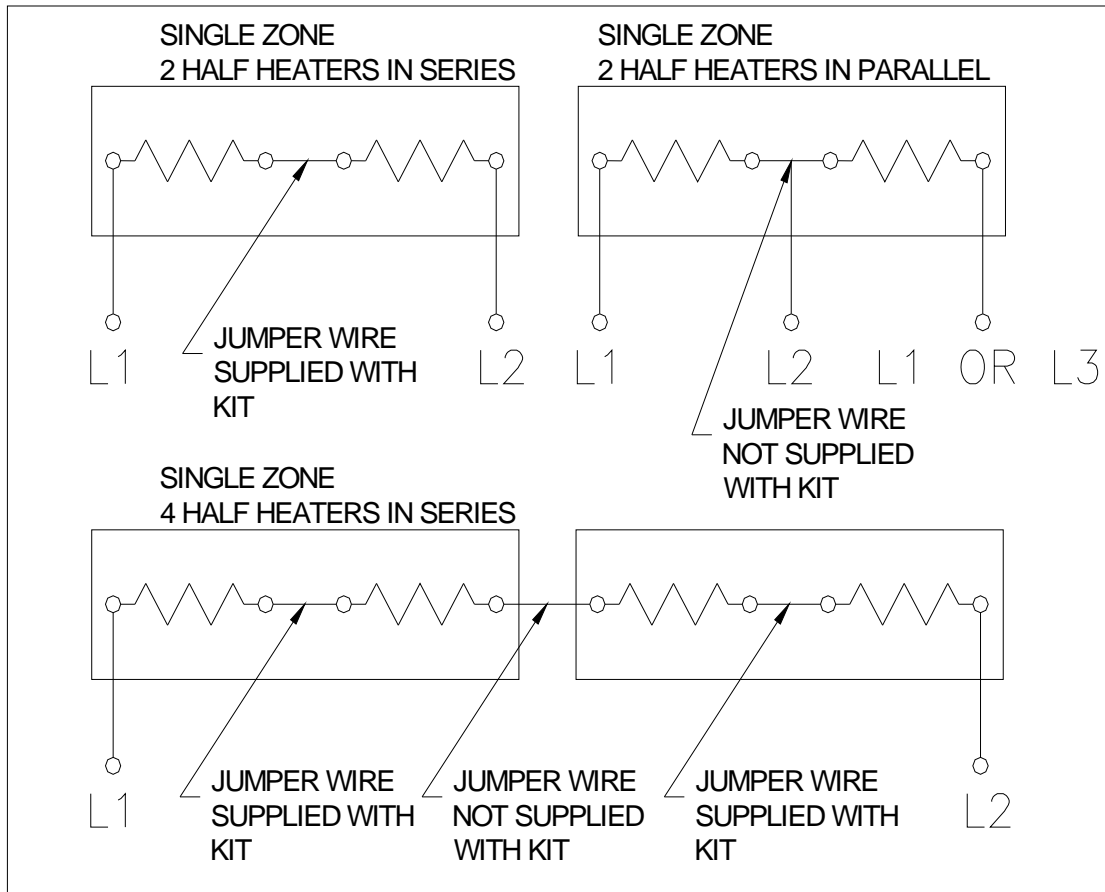 SINGLE ZONE
2 HALF HEATERS IN SERIES
SINGLE ZONE
2 HALF HEATERS IN PARALLEL
L1
JUMPER WIRE
SUPPLIED WITH
KIT
L2
L1
L2
L1 OR L3
JUMPER WIRE
NOT SUPPLIED
WITH KIT
SINGLE ZONE
4 HALF HEATERS IN SERIES
L1
JUMPER WIRE
SUPPLIED WITH
KIT
JUMPER WIRE
NOT SUPPLIED
WITH KIT
JUMPER WIRE
SUPPLIED WITH
KIT
L2